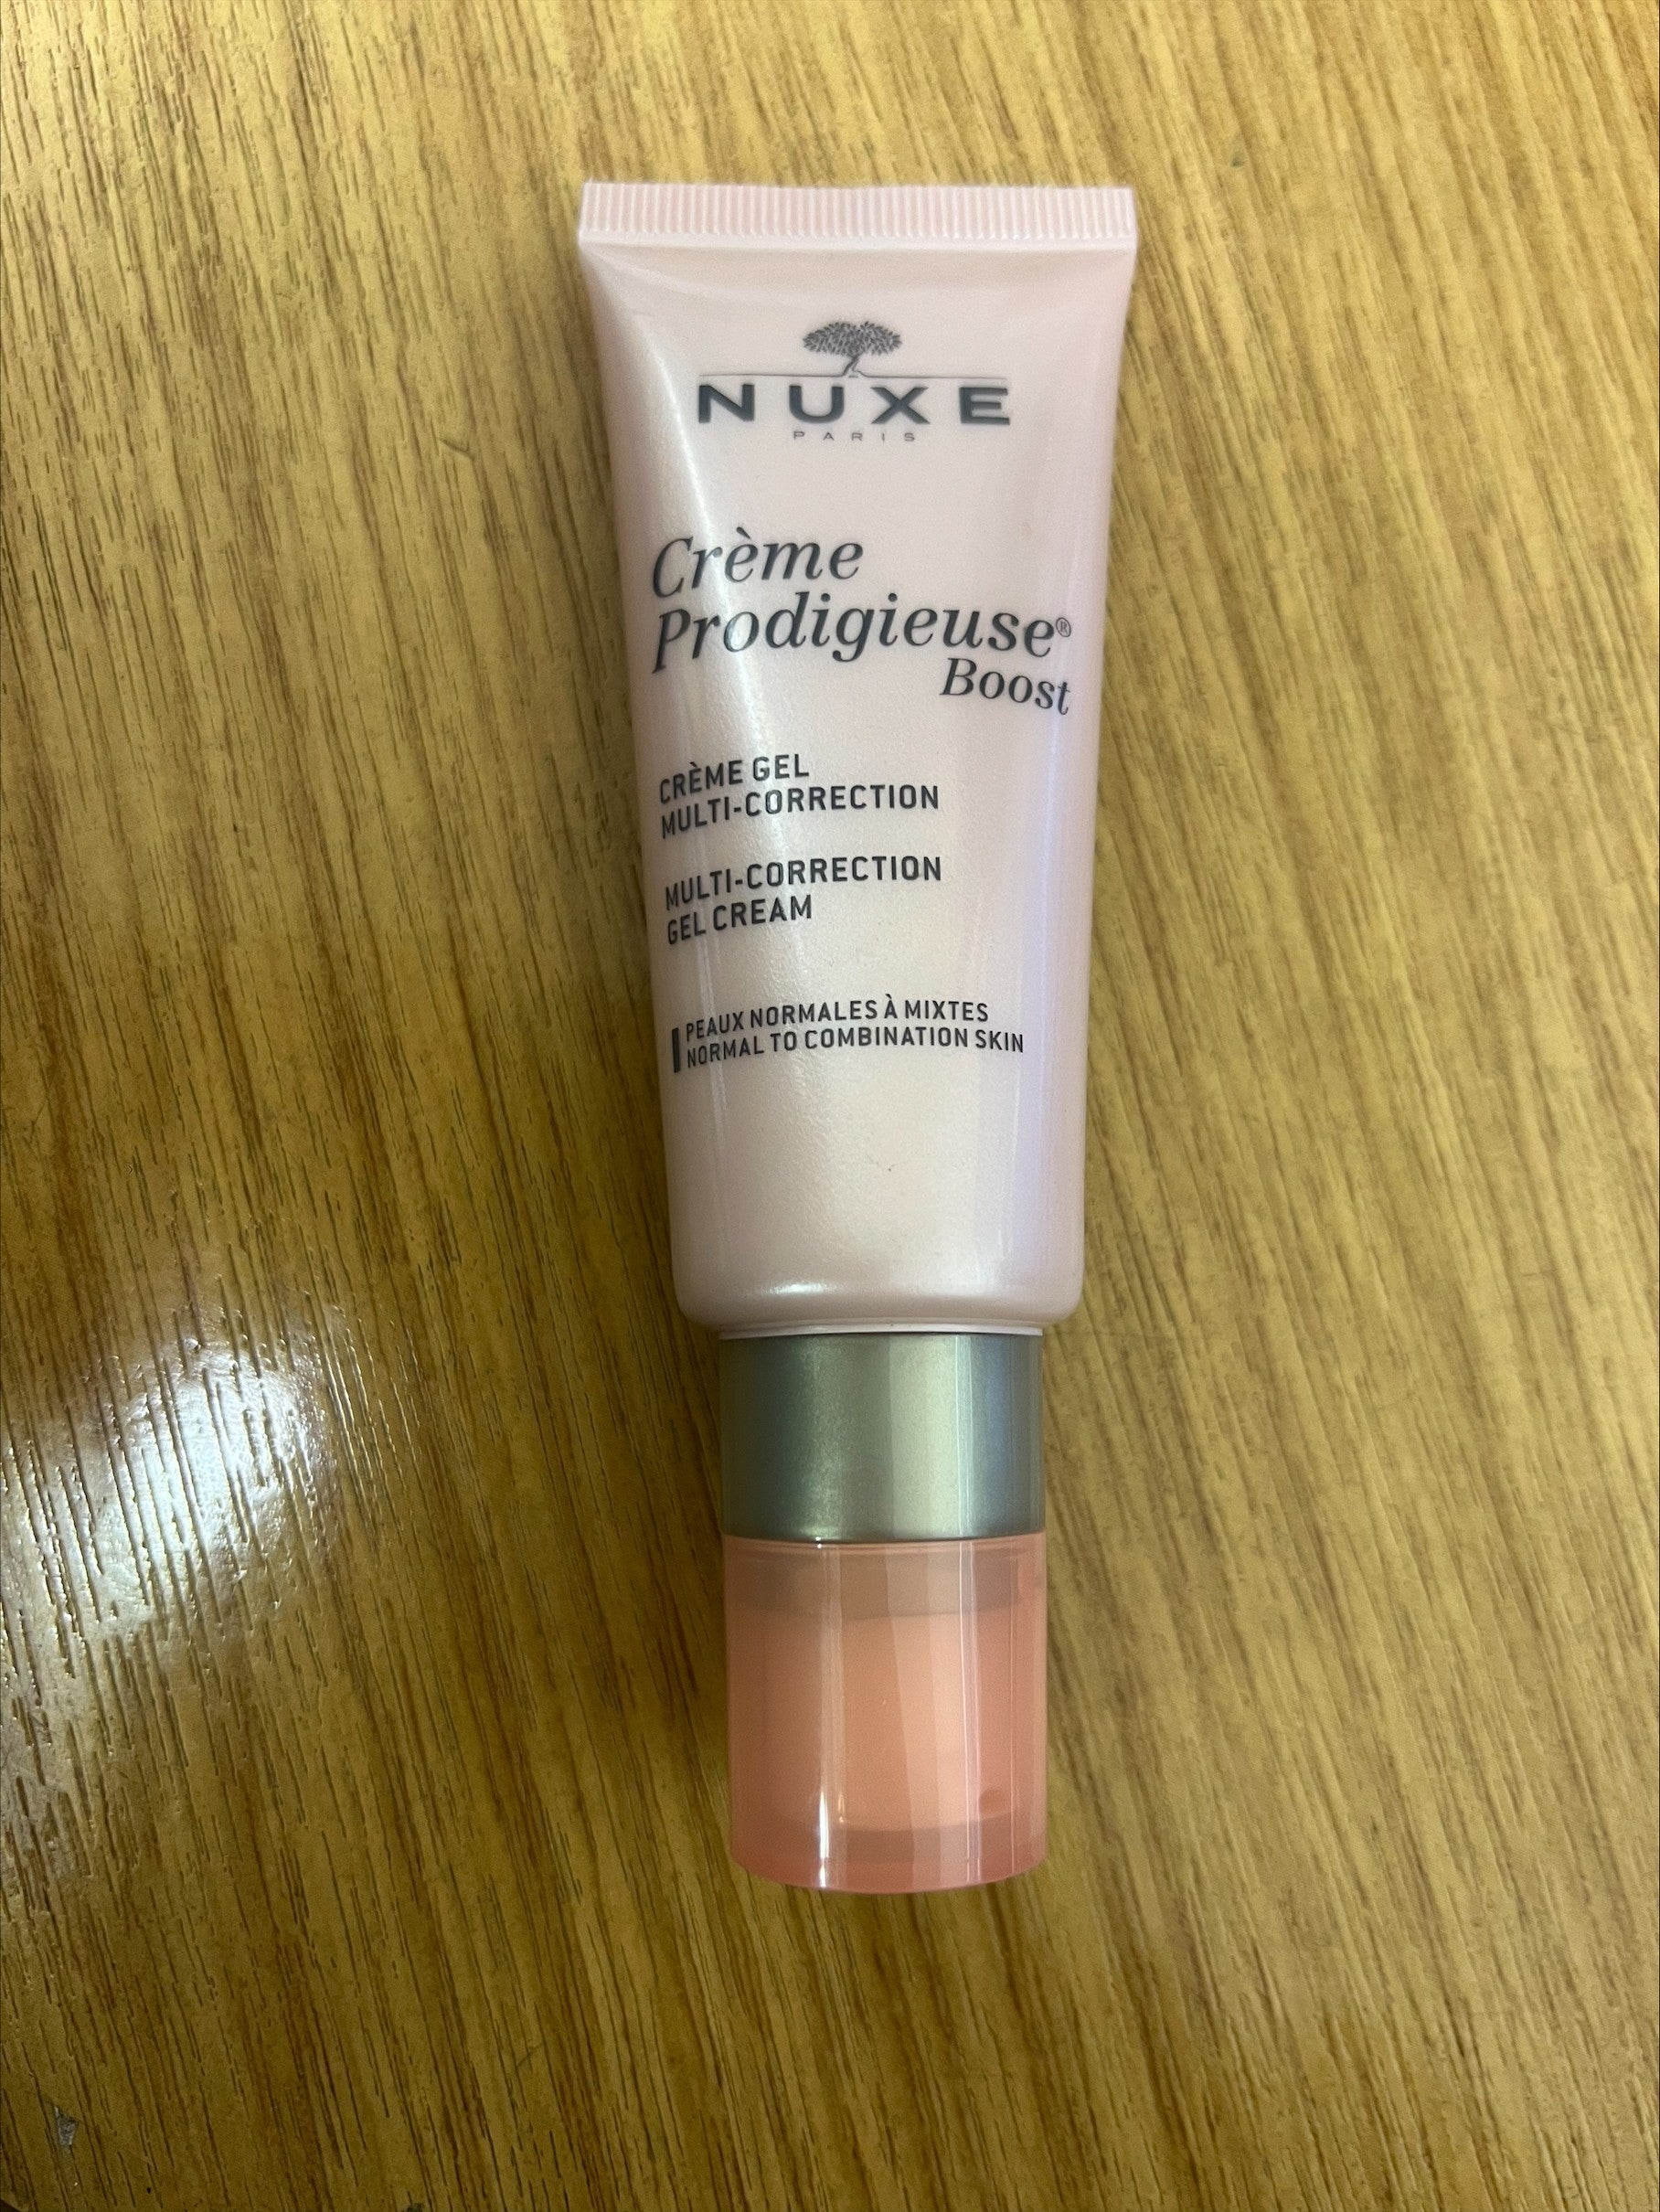 NUXE
PARIS
Crème
Prodigieuse®
Boost
CRÈME GEL
MULTI-CORRECTION
MULTI-CORRECTION
GEL CREAM
PEAUX NORMALES À MIXTES
NORMAL TO COMBINATION SKIN